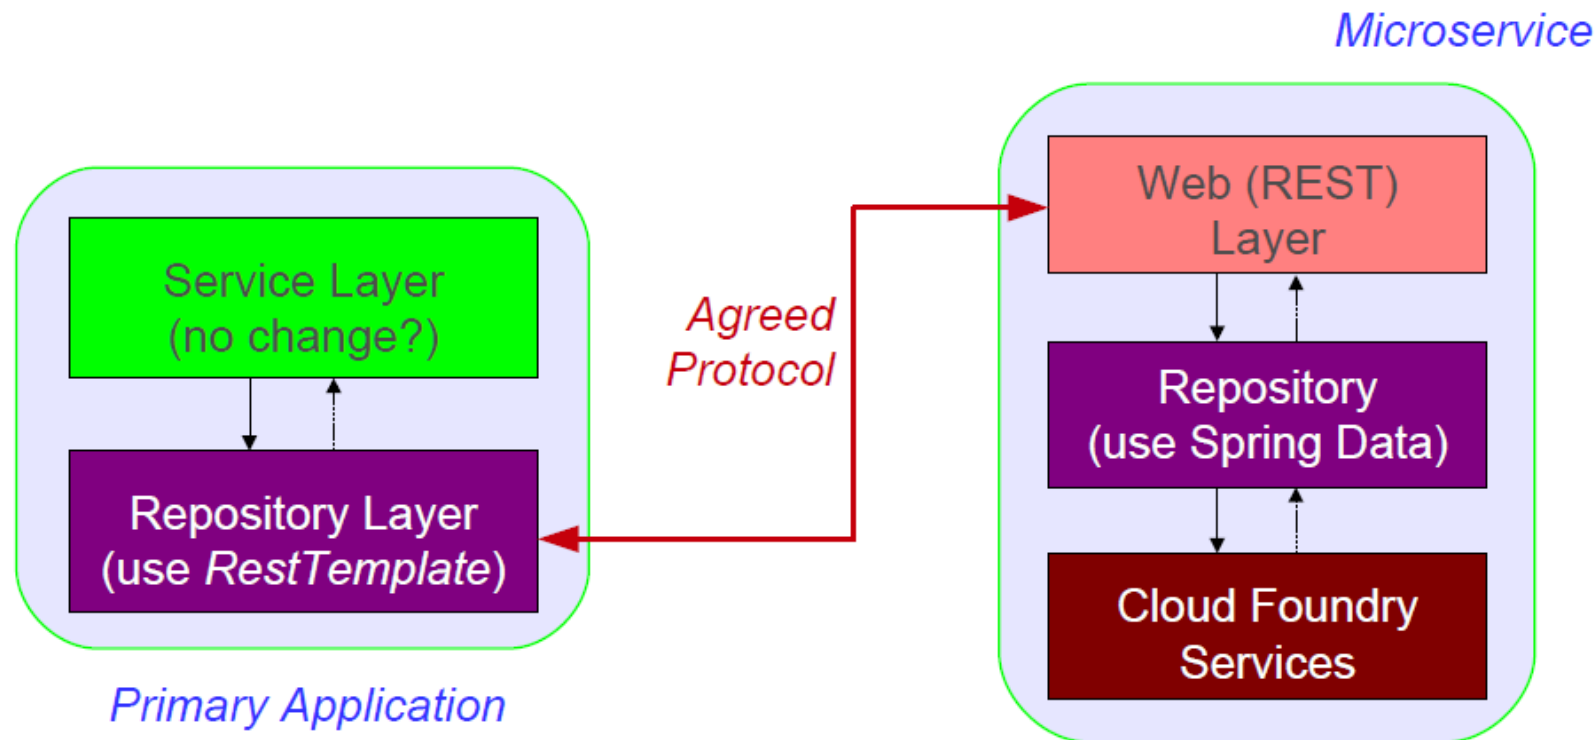 Microservice
Service Layer
(no change?)
Repository Layer
(use RestTemplate)
Primary Application
Agreed
Protocol
Web (REST)
Layer
Repository
(use Spring Data)
Cloud Foundry
Services